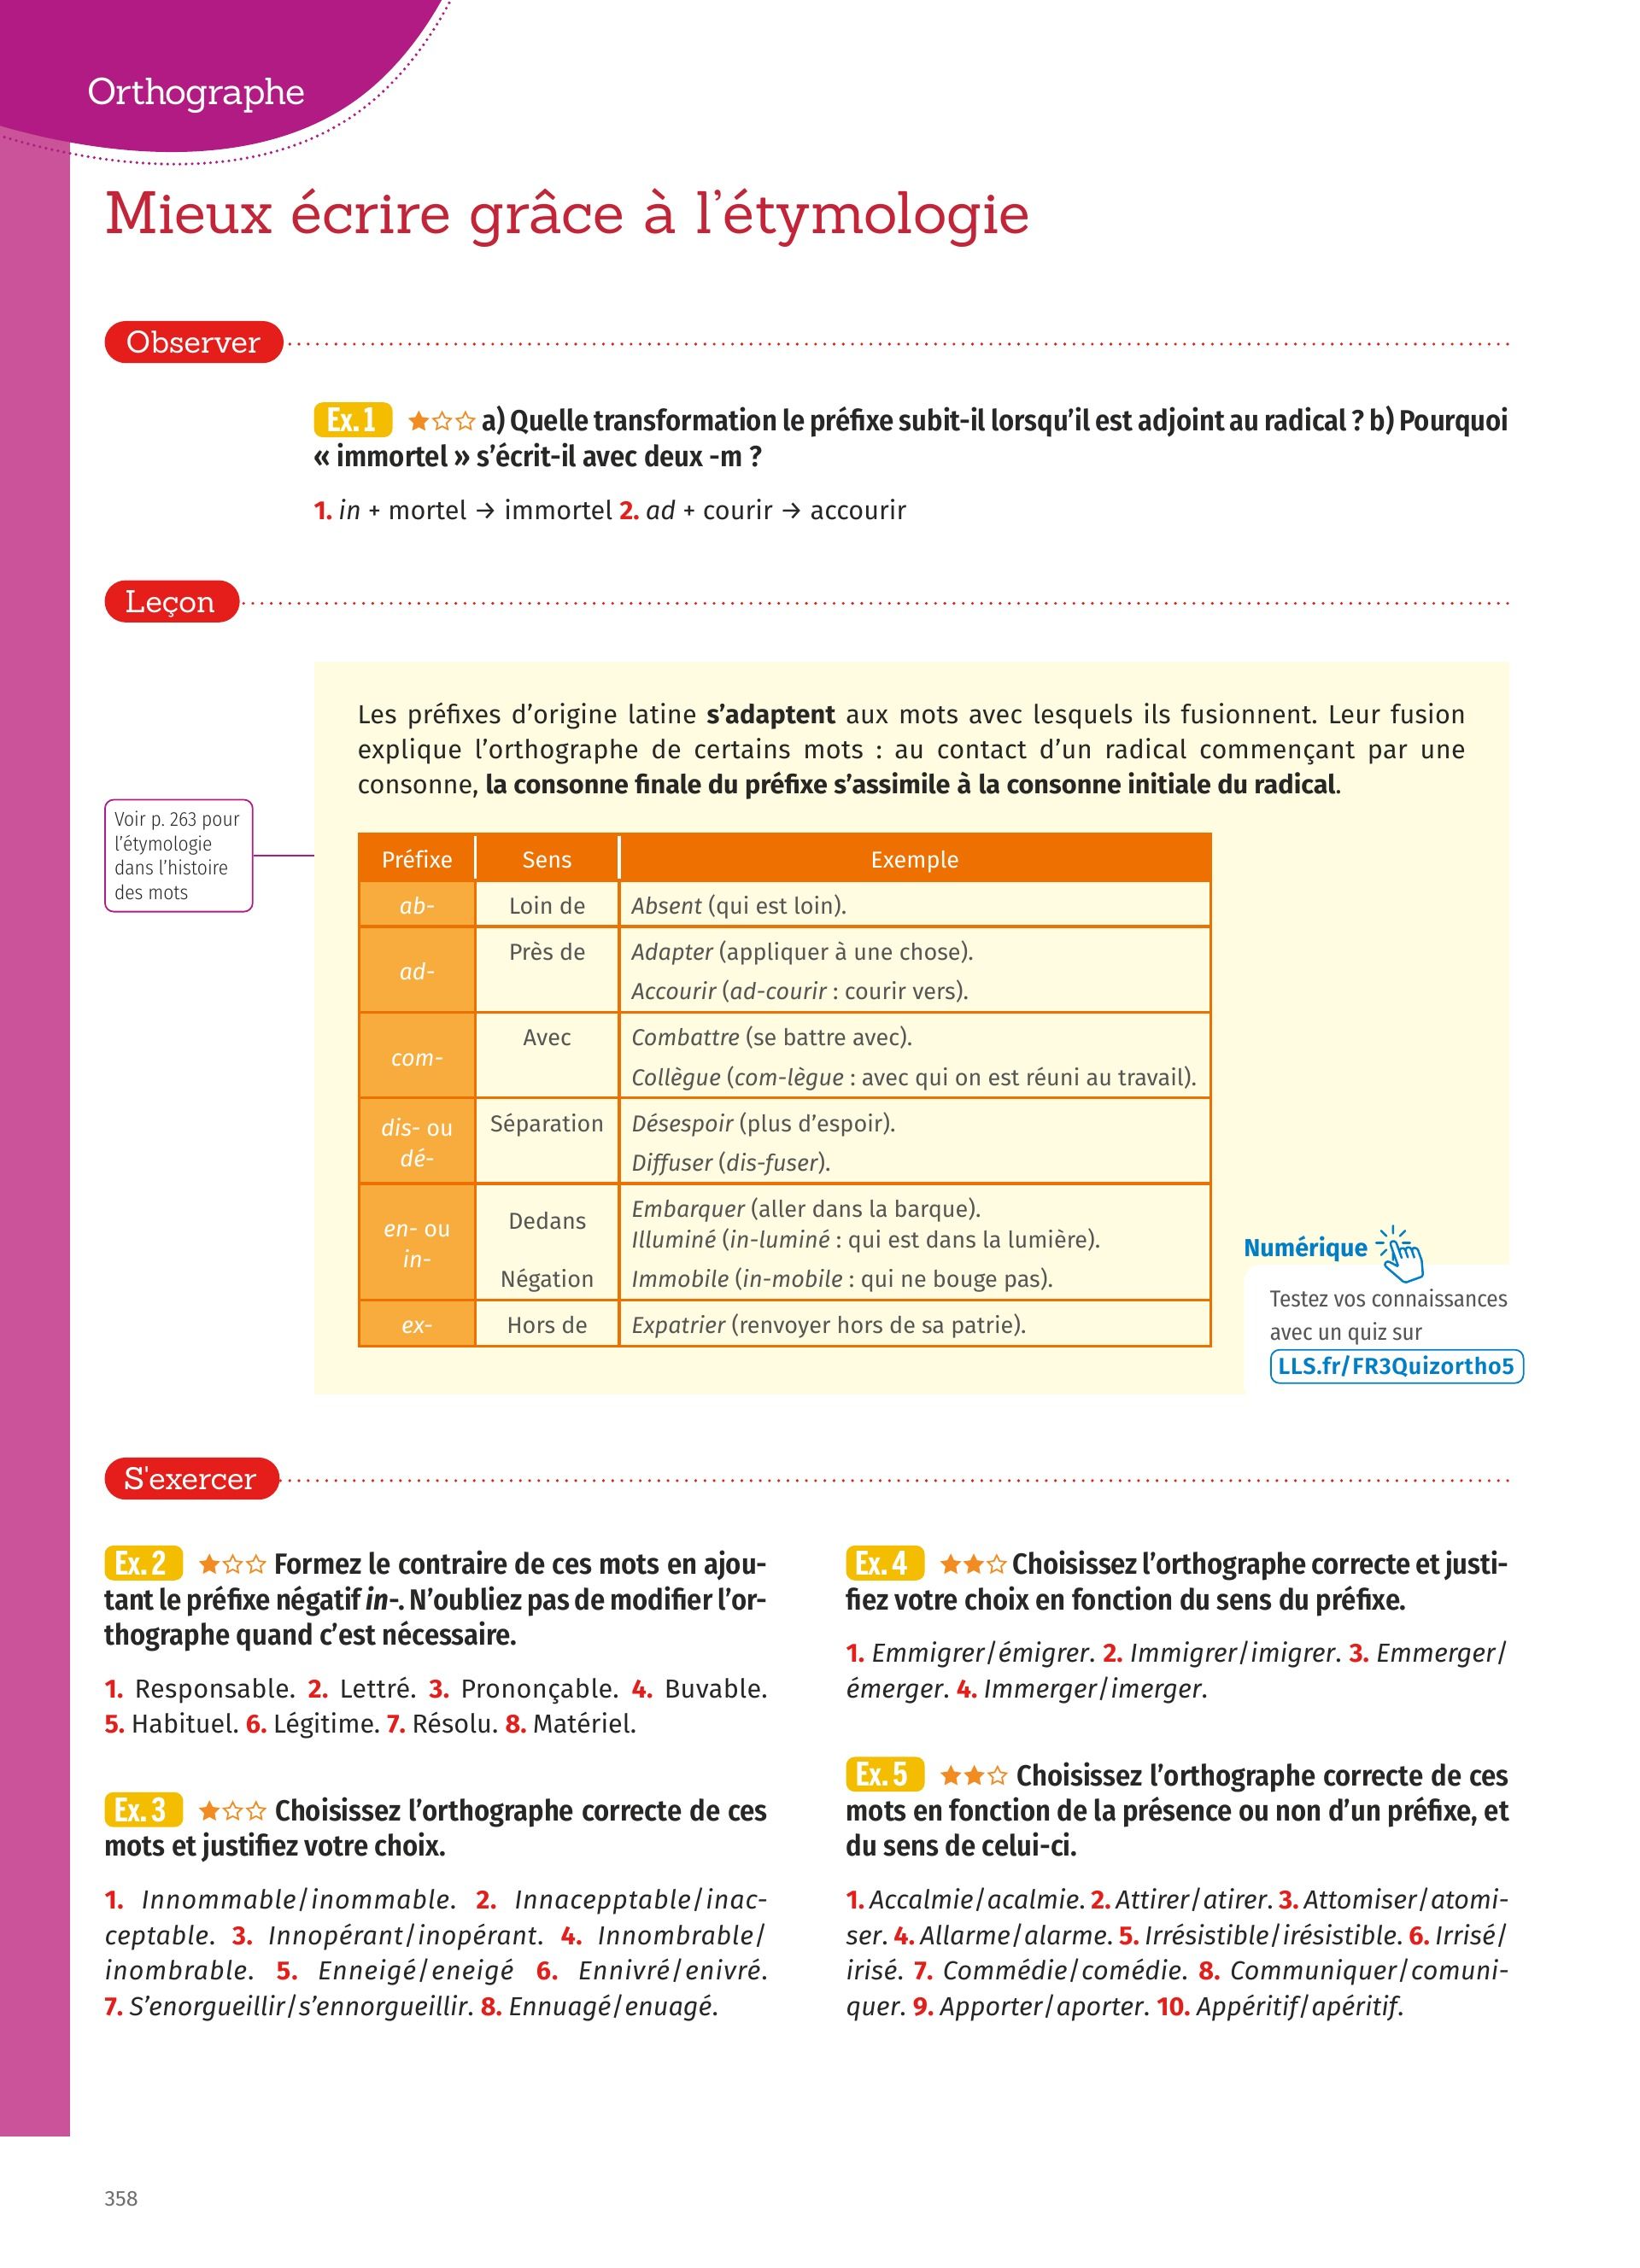 Orthographe
Mieux écrire grâce à l’étymologie
Observer
Ex. 1 ★☆☆ a) Quelle transformation le préfixe subit-il lorsqu’il est adjoint au radical ? b) Pourquoi
« immortel » s’écrit-il avec deux -m ?
1. in + mortel → immortel 2. ad + courir → accourir
Leçon
Les préfixes d’origine latine s’adaptent aux mots avec lesquels ils fusionnent. Leur fusion
explique l’orthographe de certains mots : au contact d’un radical commençant par une
consonne, la consonne finale du préfixe s’assimile à la consonne initiale du radical.
Voir p. 263 pour
l’étymologie
dans l’histoire
des mots
Préfixe Sens Exemple
ab- Loin de Absent (qui est loin).
ad- Près de Adapter (appliquer à une chose).
Accourir (ad-courir : courir vers).
com- Avec Combattre (se battre avec).
Collègue (com-lègue : avec qui on est réuni au travail).
dis- ou
dé-
Séparation Désespoir (plus d’espoir).
Diffuser (dis-fuser).
en- ou
in-
Dedans
Embarquer (aller dans la barque).
Illuminé (in-luminé : qui est dans la lumière).
Négation Immobile (in-mobile : qui ne bouge pas).
ex- Hors de Expatrier (renvoyer hors de sa patrie).
Numérique
Testez vos connaissances
avec un quiz sur
LLS.fr/FR3Quizortho5
S'exercer
Ex. 2 ★☆☆ Formez le contraire de ces mots en ajou-
tant le préfixe négatif in-. N’oubliez pas de modifier l’or-
thographe quand c’est nécessaire.
1. Responsable. 2. Lettré. 3. Prononçable. 4. Buvable.
5. Habituel. 6. Légitime. 7. Résolu. 8. Matériel.
Ex. 3 ★☆☆ Choisissez l’orthographe correcte de ces
mots et justifiez votre choix.
1. Innommable/inommable. 2. Innacepptable/inac-
ceptable. 3. Innopérant/inopérant. 4. Innombrable/
inombrable. 5. Enneigé/eneigé 6. Ennivré/enivré.
7. S’enorgueillir/s’ennorgueillir. 8. Ennuagé/enuagé.
Ex. 4 ★★☆ Choisissez l’orthographe correcte et justi-
fiez votre choix en fonction du sens du préfixe.
1. Emmigrer/émigrer. 2. Immigrer/imigrer. 3. Emmerger/
émerger. 4. Immerger/imerger.
Ex. 5 ★★☆ Choisissez l’orthographe correcte de ces
mots en fonction de la présence ou non d’un préfixe, et
du sens de celui-ci.
1. Accalmie/acalmie. 2. Attirer/atirer. 3. Attomiser/atomi-
ser. 4. Allarme/alarme. 5. Irrésistible/irésistible. 6. Irrisé/
irisé. 7. Commédie/comédie. 8. Communiquer/comuni-
quer. 9. Apporter/aporter. 10. Appéritif/apéritif.
358